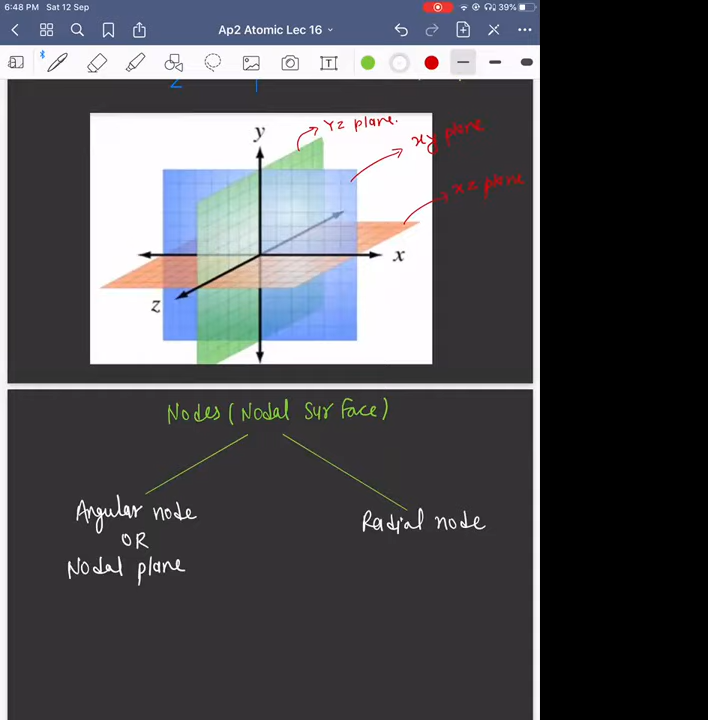 6:48 PM Sat 12 Sep
39%
Ap2 Atomic Lec 16
T
2
Yz plane.
xy plane
xz plane
y
x
z
Nodes (Nodal Surface)
Angular node
OR
Nodal plane
Radial node